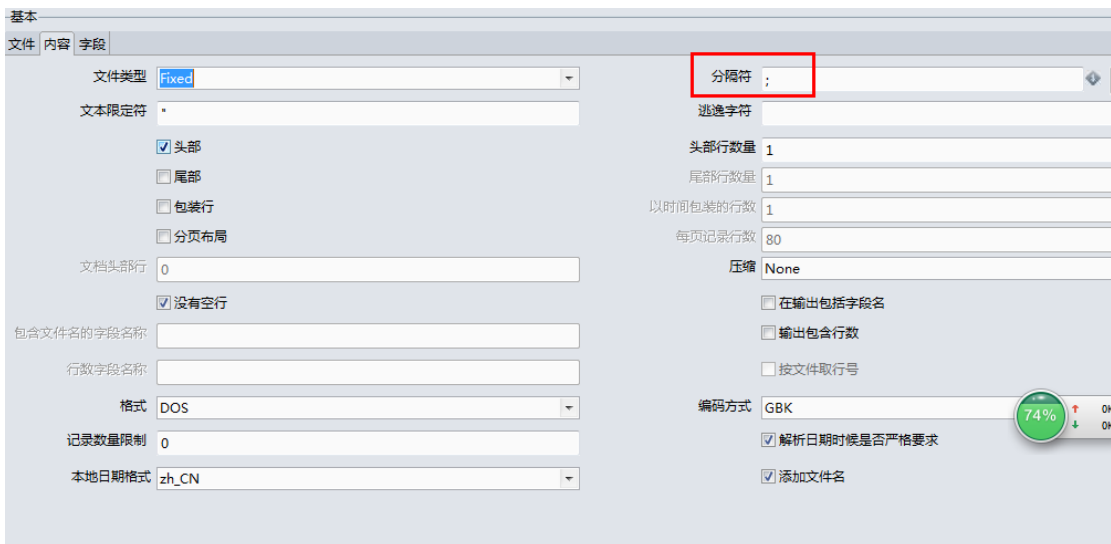 基本
文件 内容 字段
文件类型 Fixed 分隔符 ;
文本限定符 " 逃逸字符
头部 头部行数量 1
尾部 尾部行数量 1
包装行 以时间包装的行数 1
分页布局 每页记录行数 80
文档头部行 0 压缩 None
没有空行 在输出包括字段名
包含文件名的字段名称 输出包含行数
行数字段名称 按文件取行号
格式 DOS 编码方式 GBK
74% 0K
0K
记录数量限制 0 解析日期时候是否严格要求
本地日期格式 zh_CN 添加文件名